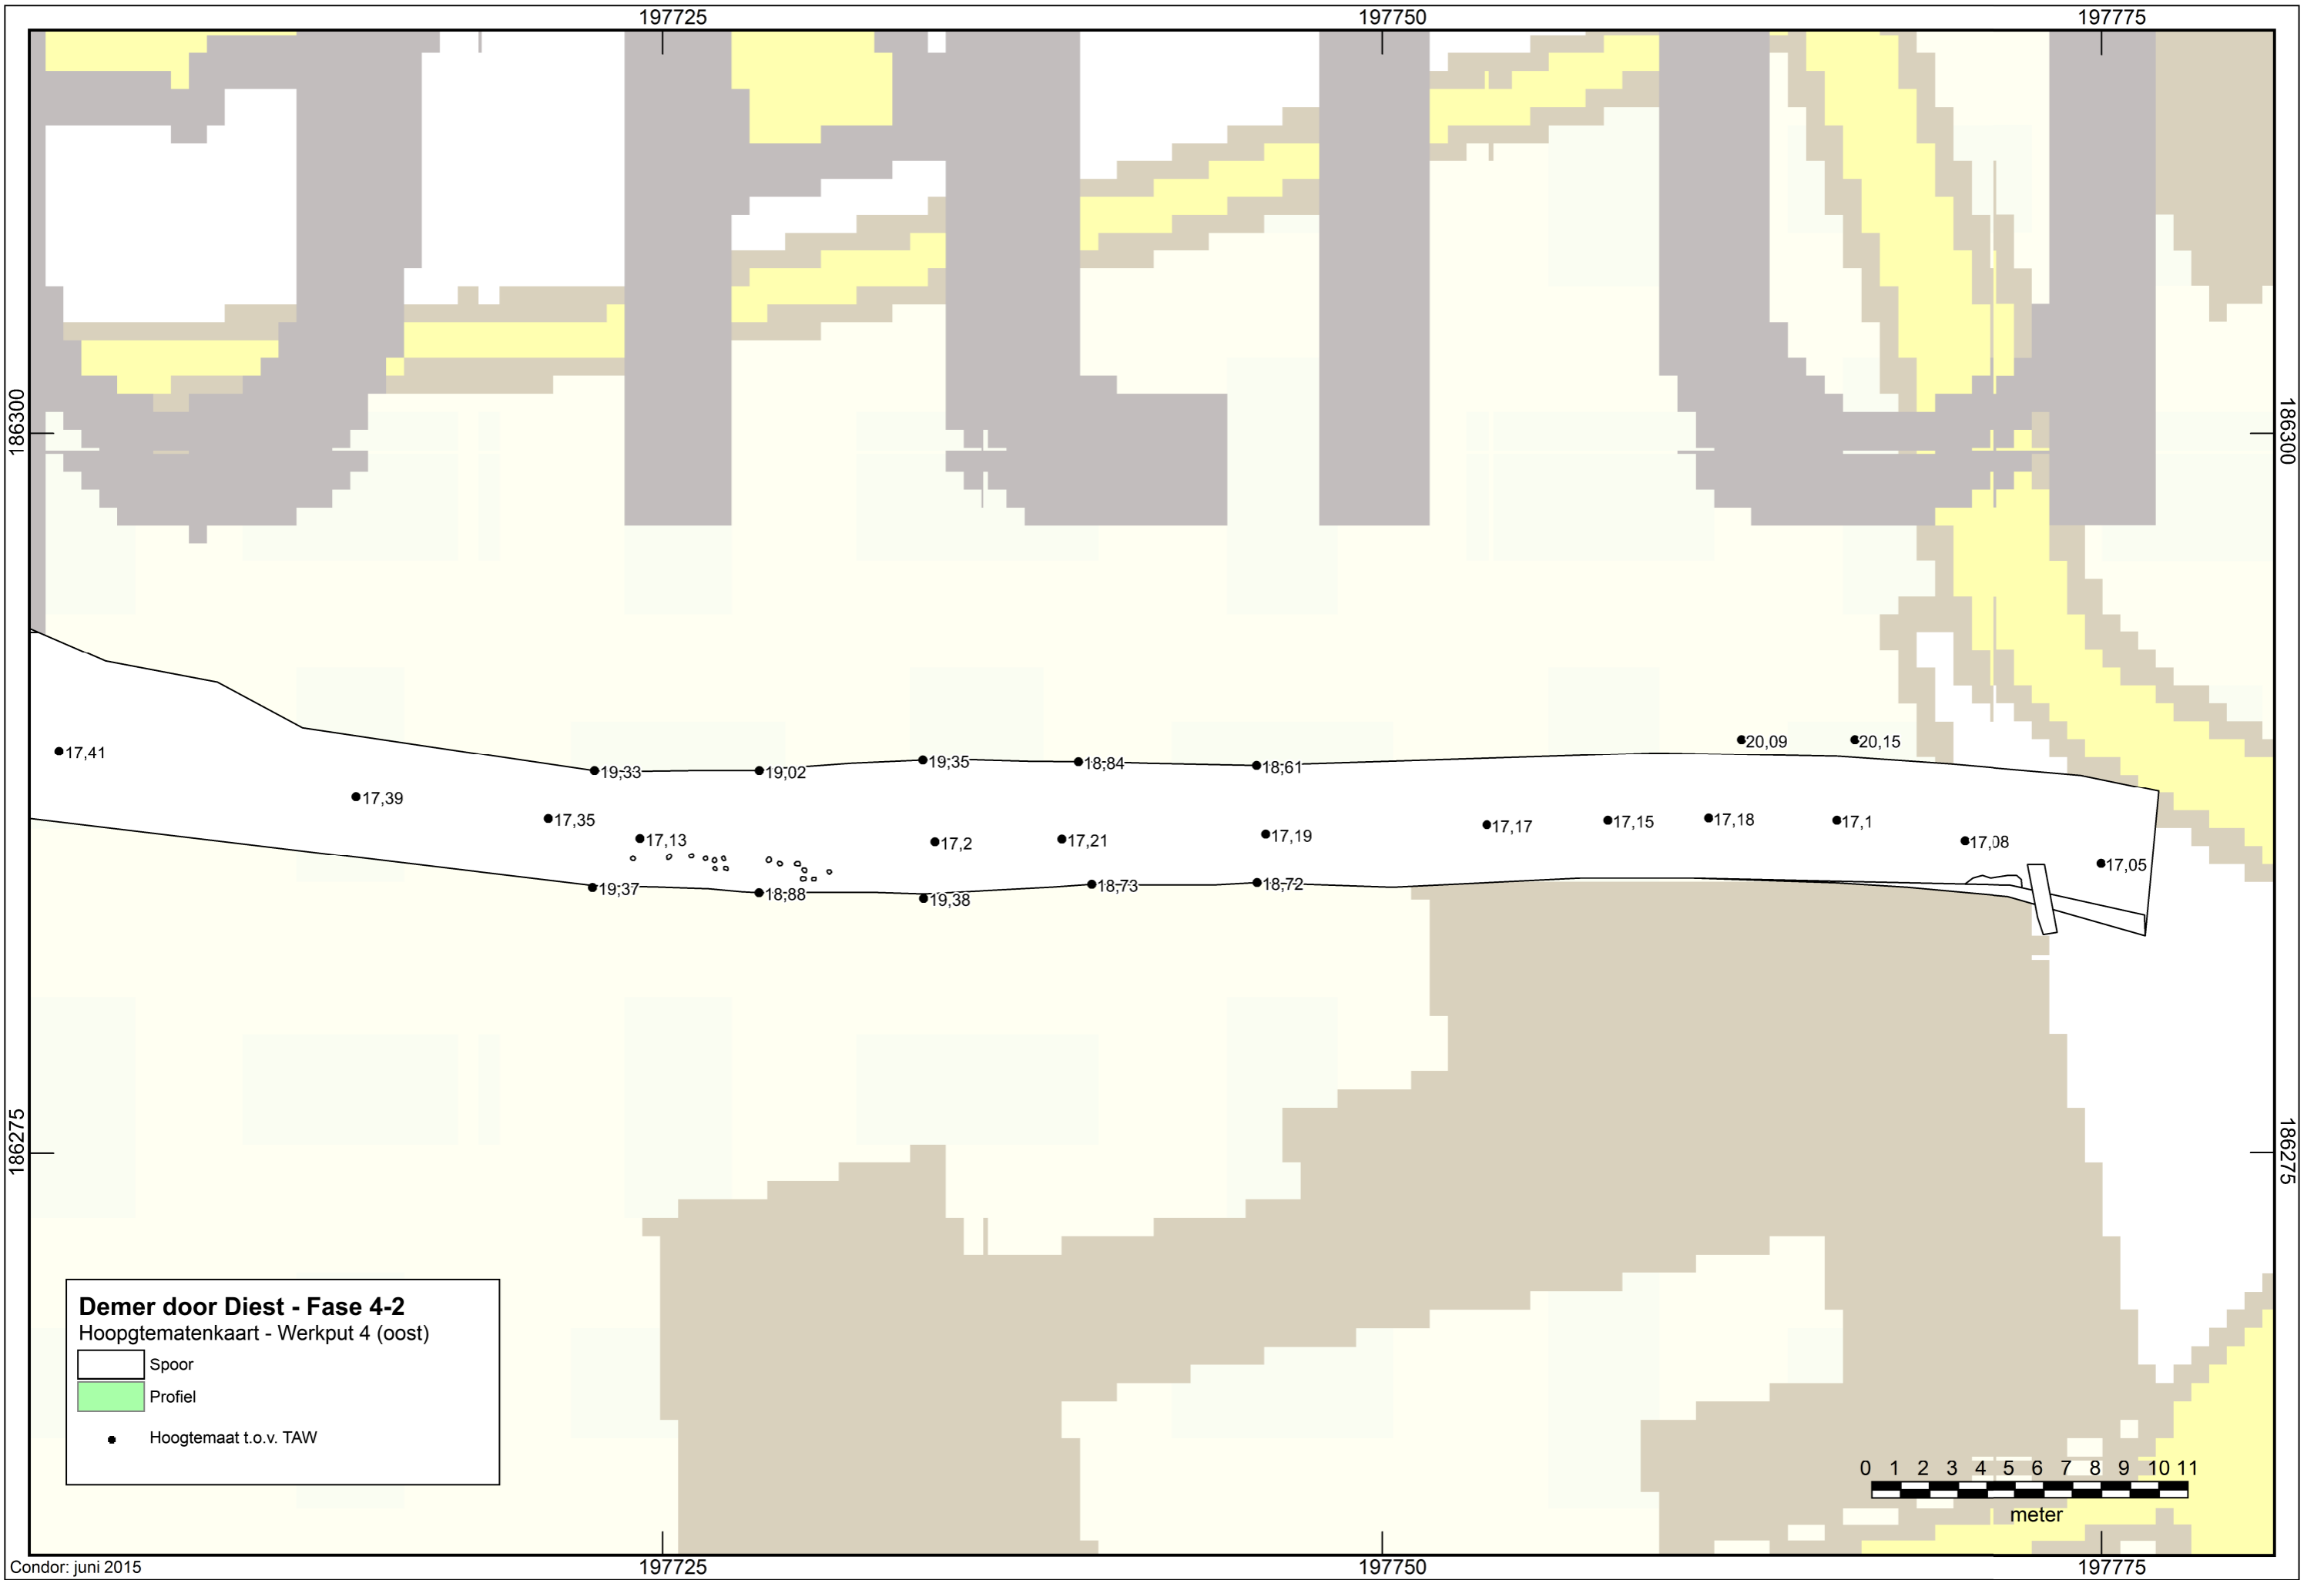 197725 197750 197775
186300 186300
20,09 20,15
17,41 19,33 19,02 19,35 18,84 18,61
17,39 17,35 17,13 17,2 17,21 17,19 17,17 17,15 17,18 17,1 17,08 17,05
19,37 18,88 19,38 18,73 18,72
186275 186275
Demer door Diest - Fase 4-2
Hoopgtematenkaart - Werkput 4 (oost)
Spoor
Profiel
Hoogtemaat t.o.v. TAW
0 1 2 3 4 5 6 7 8 9 10 11
meter
Condor: juni 2015
197725 197750 197775